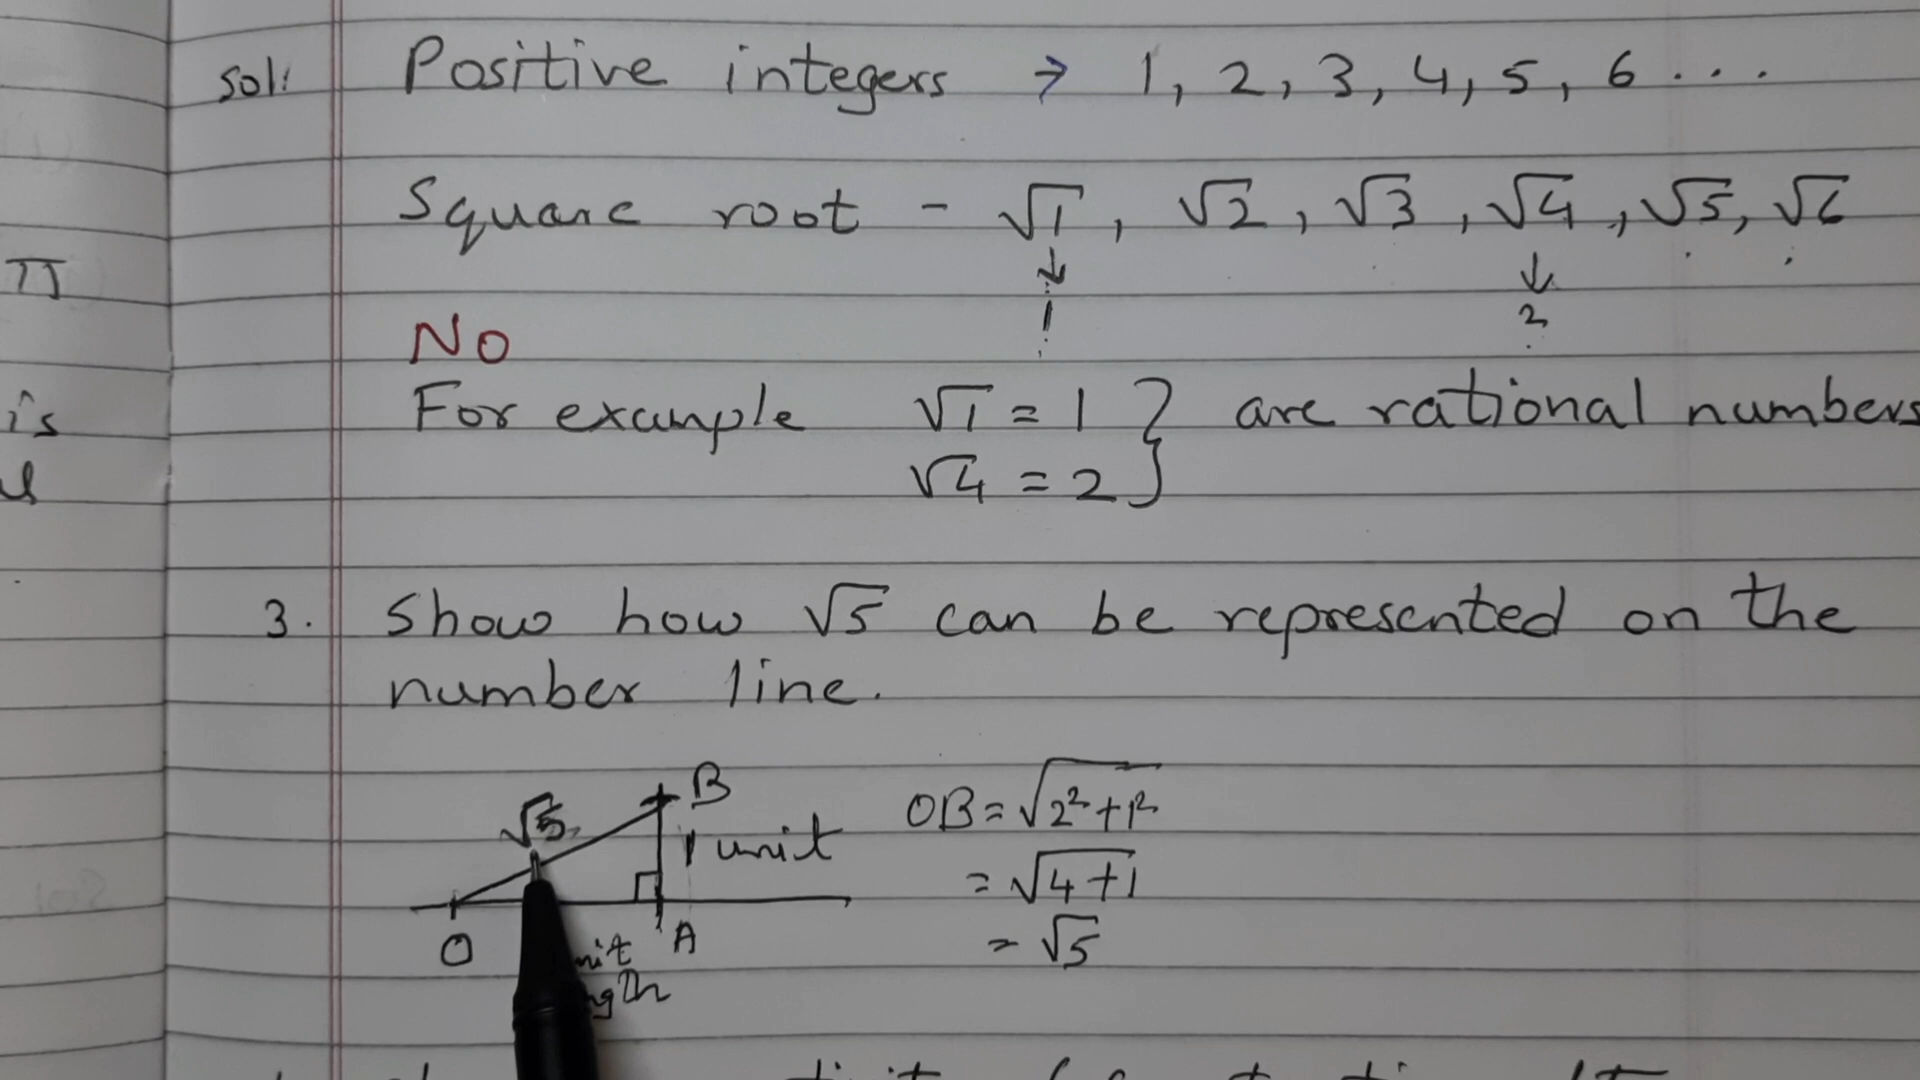 Sol: Positive integers → 1, 2, 3, 4, 5, 6 ...
Square root - √1, √2, √3, √4, √5, √6
↓ ↓
1 2
π
NO
For example √1 = 1 } are rational numbers
is
√4 = 2
3. Show how √5 can be represented on the
number line.
B
√5
1 unit
OB = √2²+1²
= √4+1
= √5
O A